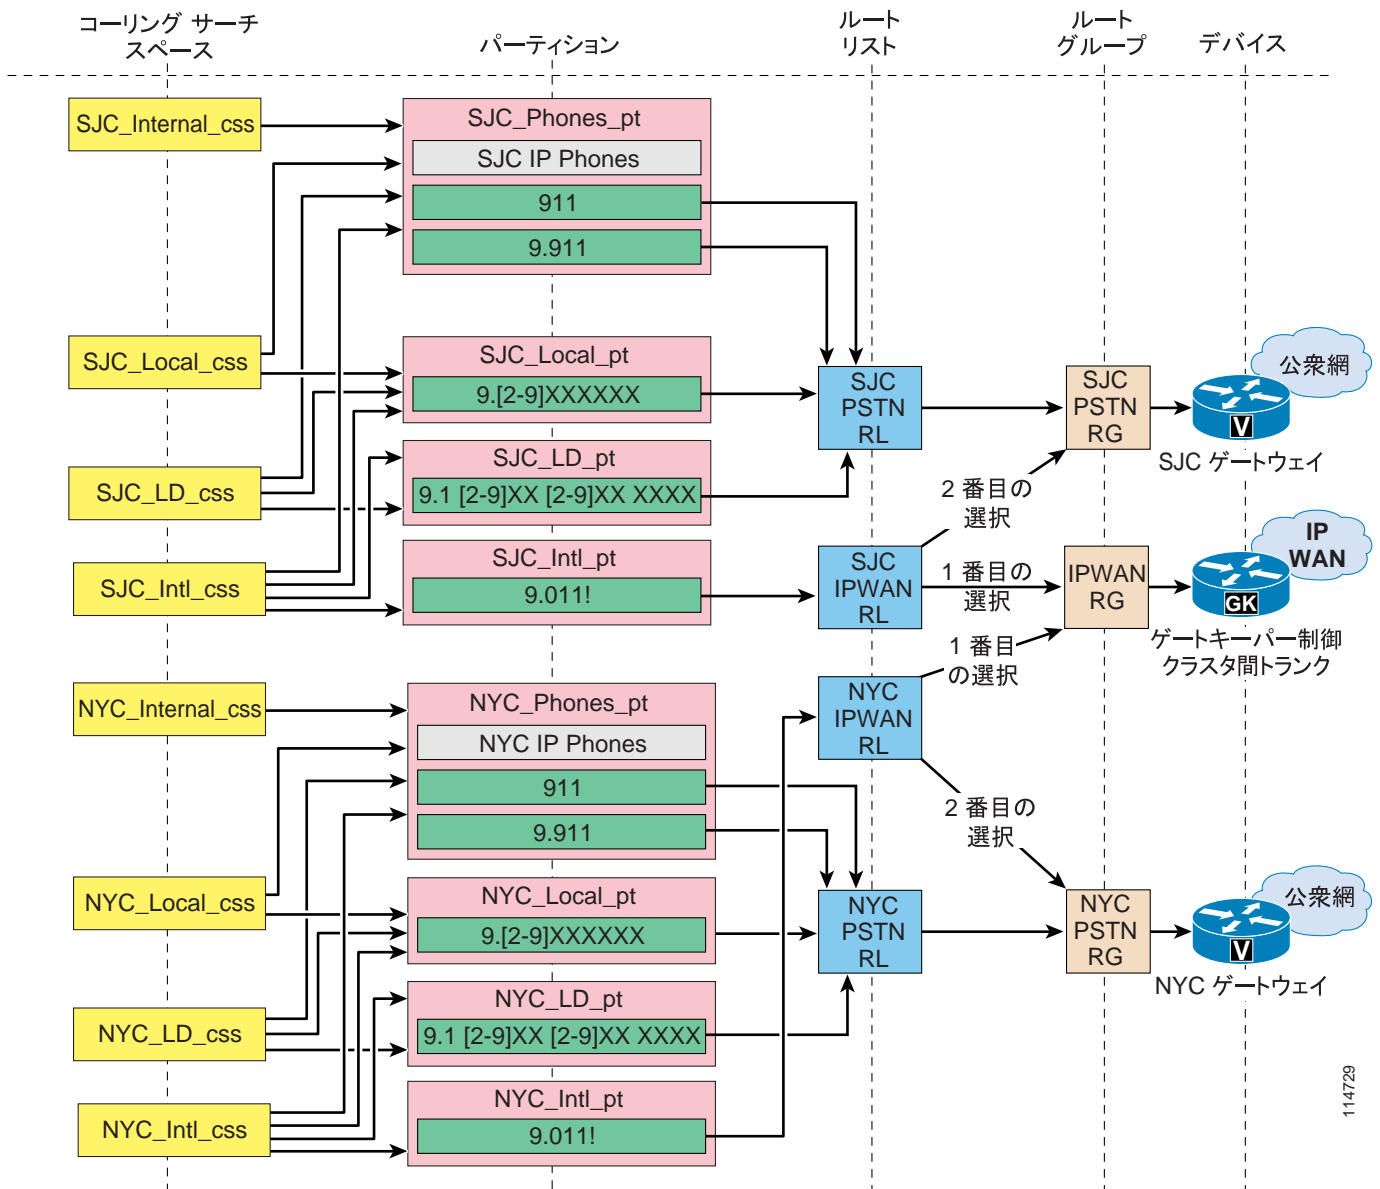 コーリング サーチ
スペース
パーティション
ルート
リスト
ルート
グループ
デバイス
SJC_Internal_css
SJC_Phones_pt
SJC IP Phones
911
9.911
SJC_Local_css
SJC_Local_pt
9.[2-9]XXXXXX
SJC
PSTN
RL
SJC
PSTN
RG
公衆網
V
SJC ゲートウェイ
SJC_LD_css
SJC_LD_pt
9.1 [2-9]XX [2-9]XX XXXX
2 番目の
選択
SJC_Intl_css
SJC_Intl_pt
9.011!
SJC
IPWAN
RL
1 番目の
選択
IPWAN
RG
IP
WAN
GK
ゲートキーパー制御
クラスタ間トランク
1 番目
の選択
NYC_Internal_css
NYC_Phones_pt
NYC IP Phones
911
9.911
NYC
IPWAN
RL
2 番目の
選択
NYC_Local_css
NYC_Local_pt
9.[2-9]XXXXXX
NYC
PSTN
RL
NYC
PSTN
RG
公衆網
V
NYC ゲートウェイ
NYC_LD_css
NYC_LD_pt
9.1 [2-9]XX [2-9]XX XXXX
NYC_Intl_css
NYC_Intl_pt
9.011!
114729